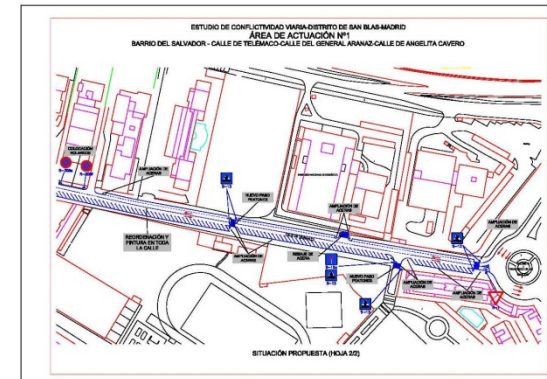 ESTUDIO DE CONFLICTIVIDAD VIARIA-DISTRITO DE SAN BLAS-MADRID
ÁREA DE ACTUACIÓN Nº1
BARRIO DEL SALVADOR - CALLE DE TELÉMACO-CALLE DEL GENERAL ARANAZ-CALLE DE ANGELITA CAVERO
COLOCACIÓN
AMPLIACIÓN DE
ACERAS
NUEVO PASO
PEATONES
AMPLIACIÓN DE
ACERAS
AMPLIACIÓN DE
ACERAS
REORDENACIÓN Y
PINTURA EN TODA
LA CALLE
AMPLIACIÓN DE
ACERAS
REBAJE DE
ACERA
NUEVO PASO
PEATONES
AMPLIACIÓN DE
ACERAS
AMPLIACIÓN DE
ACERAS
SITUACIÓN PROPUESTA (HOJA 2/2)